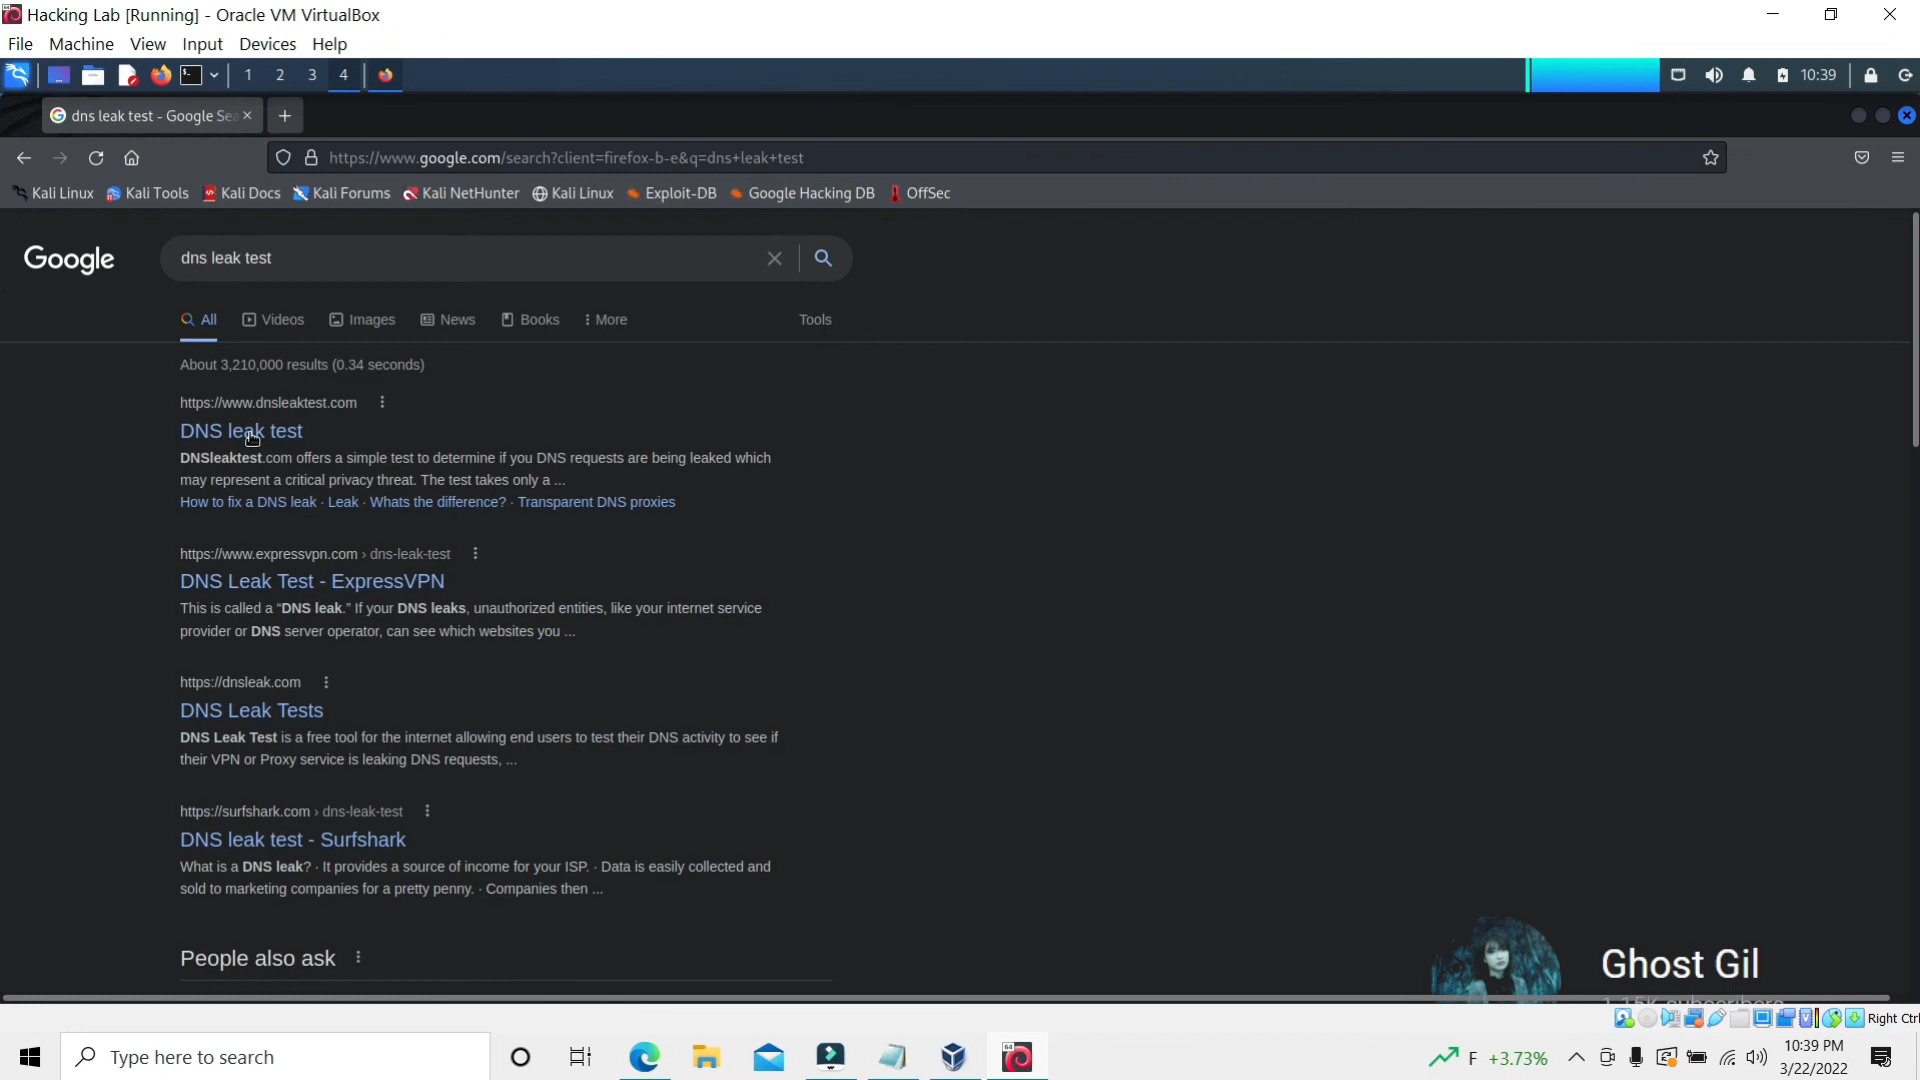 Hacking Lab [Running] - Oracle VM VirtualBox
File Machine View Input Devices Help
1 2 3 4 10:39
dns leak test - Google Sea
https://www.google.com/search?client=firefox-b-e&q=dns+leak+test
Kali Linux Kali Tools Kali Docs Kali Forums Kali NetHunter Kali Linux Exploit-DB Google Hacking DB OffSec
Google dns leak test
All Videos Images News Books More Tools
About 3,210,000 results (0.34 seconds)
https://www.dnsleaktest.com
DNS leak test
DNSleaktest.com offers a simple test to determine if you DNS requests are being leaked which
may represent a critical privacy threat. The test takes only a ...
How to fix a DNS leak · Leak · Whats the difference? · Transparent DNS proxies
https://www.expressvpn.com › dns-leak-test
DNS Leak Test - ExpressVPN
This is called a “DNS leak.” If your DNS leaks, unauthorized entities, like your internet service
provider or DNS server operator, can see which websites you ...
https://dnsleak.com
DNS Leak Tests
DNS Leak Test is a free tool for the internet allowing end users to test their DNS activity to see if
their VPN or Proxy service is leaking DNS requests, ...
https://surfshark.com › dns-leak-test
DNS leak test - Surfshark
What is a DNS leak? · It provides a source of income for your ISP. · Data is easily collected and
sold to marketing companies for a pretty penny. · Companies then ...
People also ask
Ghost Gil
1.15K subscribers
Right Ctrl
Type here to search
F +3.73%
10:39 PM
3/22/2022